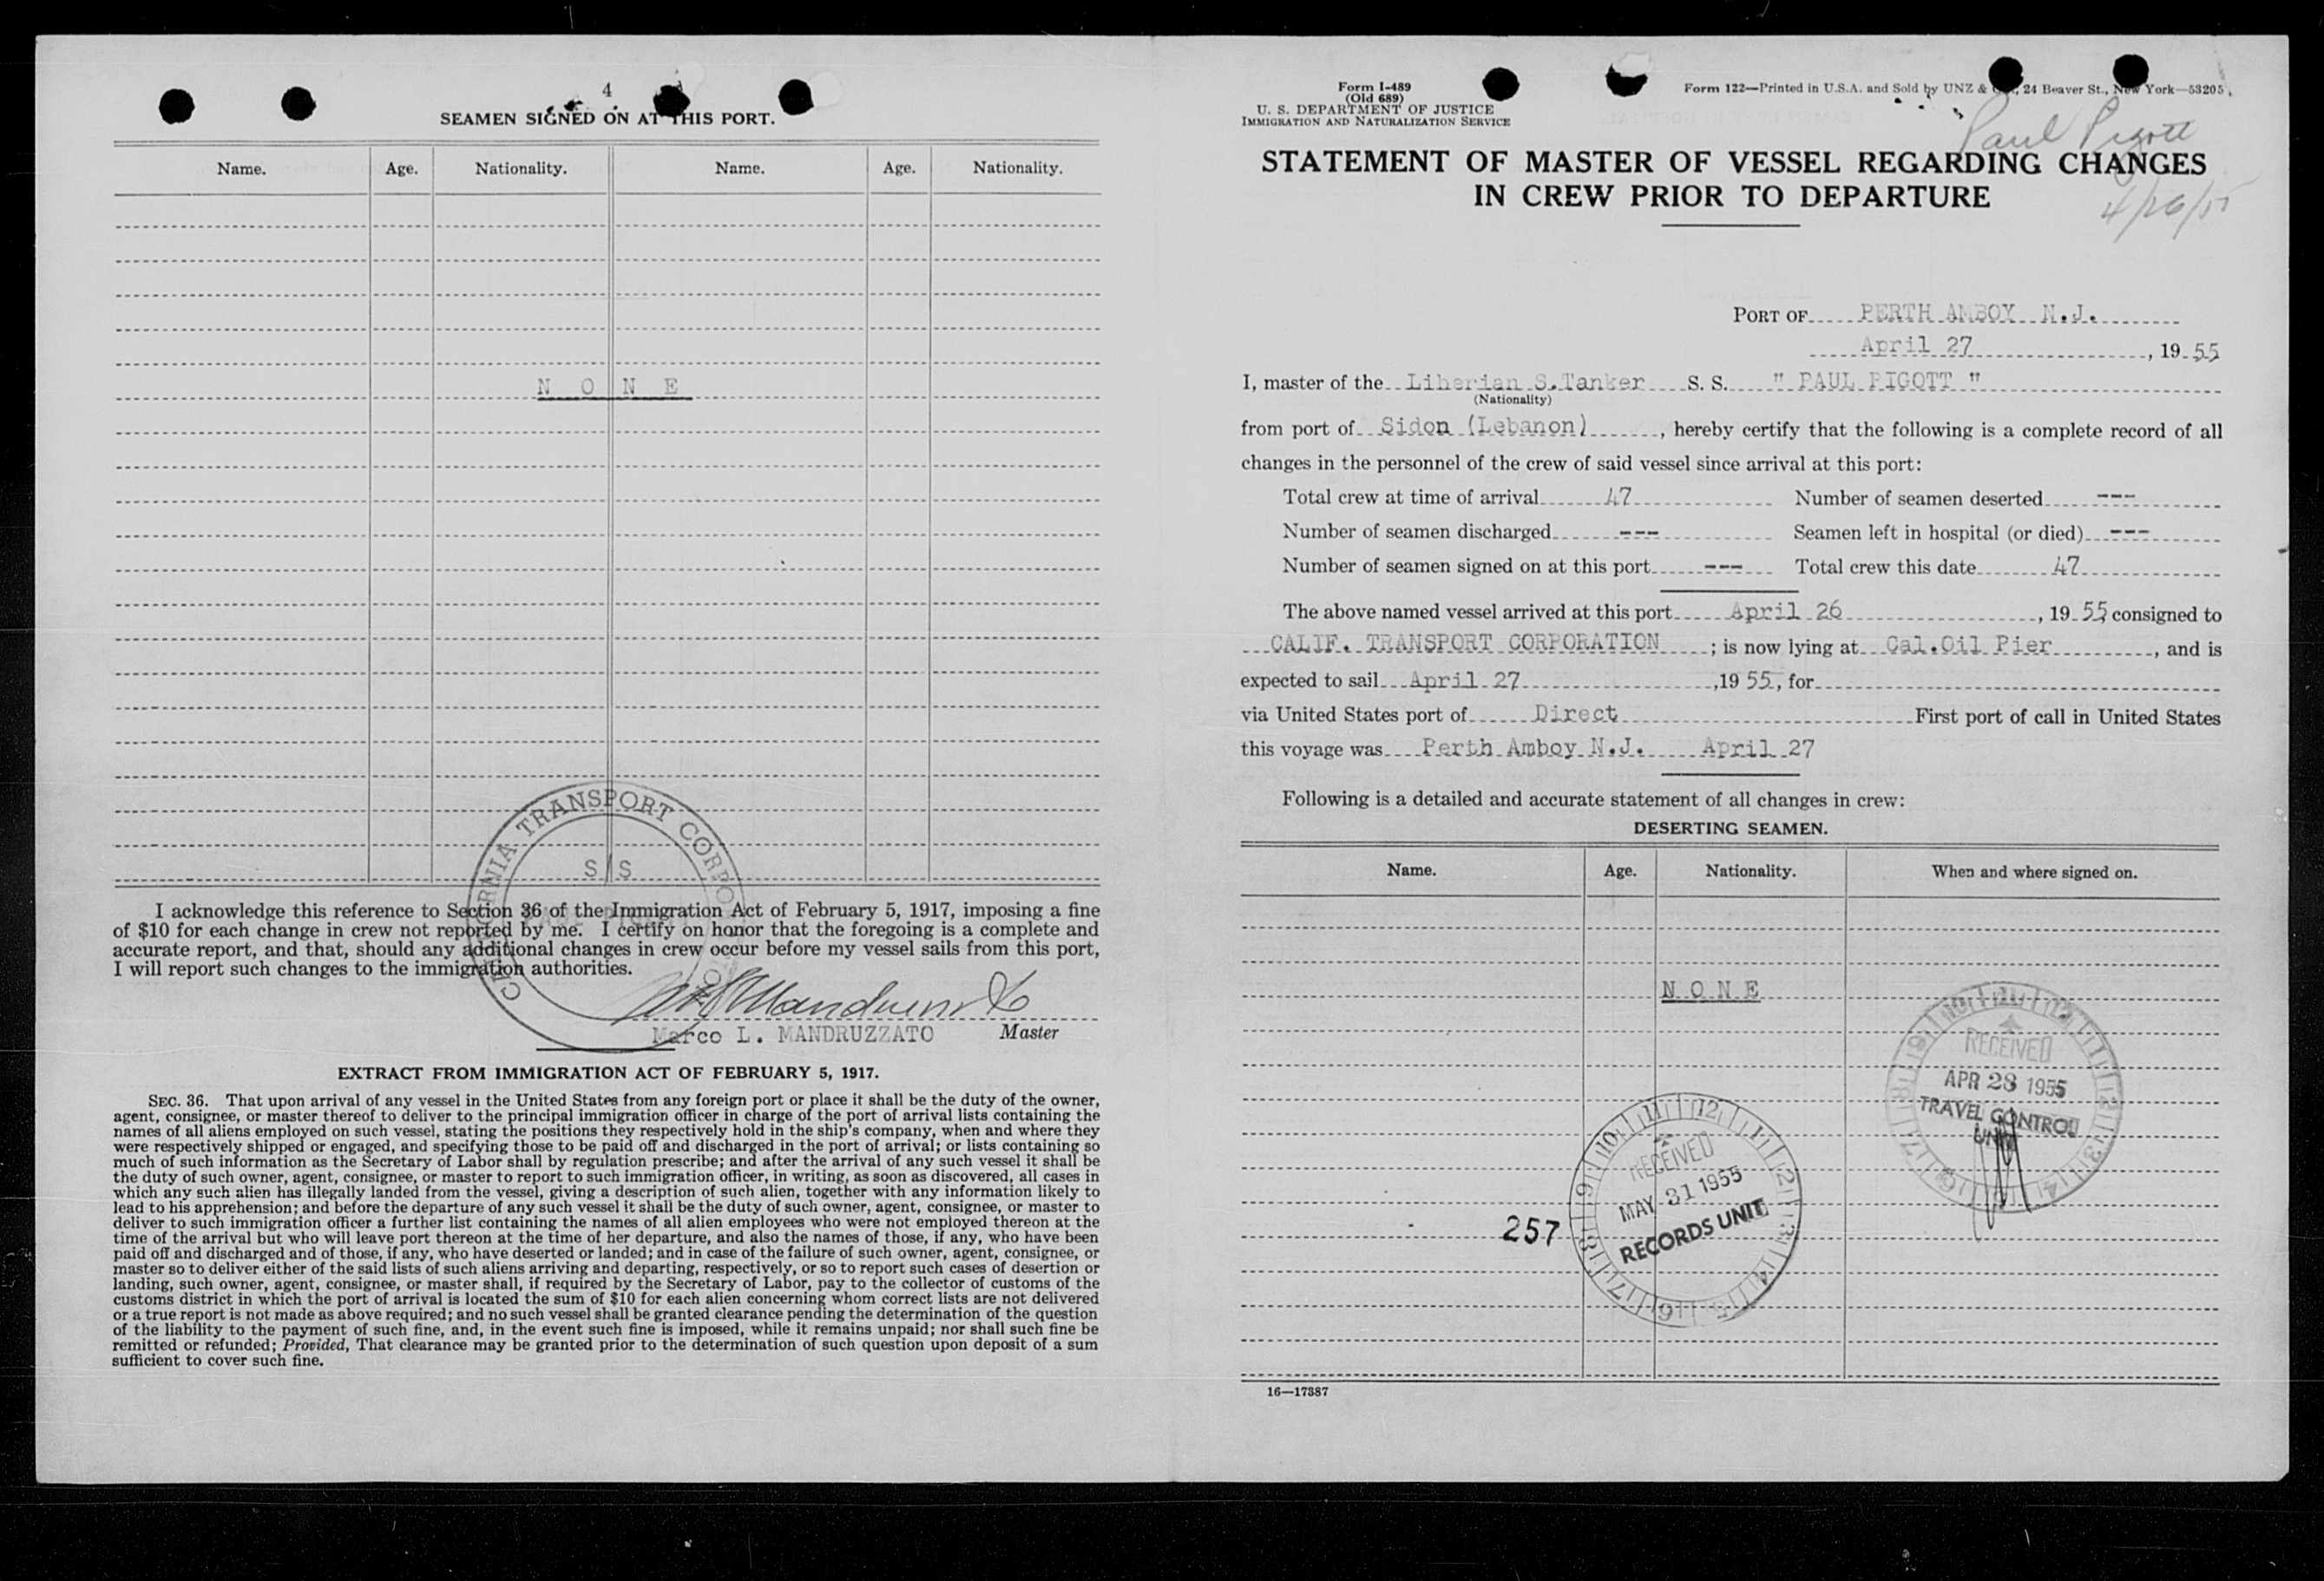 4
SEAMEN SIGNED ON AT THIS PORT.
Name. Age. Nationality. Name. Age. Nationality.
N O N E
CALIFORNIA TRANSPORT CORPO
S/S
I acknowledge this reference to Section 36 of the Immigration Act of February 5, 1917, imposing a fine
of $10 for each change in crew not reported by me. I certify on honor that the foregoing is a complete and
accurate report, and that, should any additional changes in crew occur before my vessel sails from this port,
I will report such changes to the immigration authorities.
Marco L. MANDRUZZATO Master
EXTRACT FROM IMMIGRATION ACT OF FEBRUARY 5, 1917.
SEC. 36. That upon arrival of any vessel in the United States from any foreign port or place it shall be the duty of the owner,
agent, consignee, or master thereof to deliver to the principal immigration officer in charge of the port of arrival lists containing the
names of all aliens employed on such vessel, stating the positions they respectively hold in the ship's company, when and where they
were respectively shipped or engaged, and specifying those to be paid off and discharged in the port of arrival; or lists containing so
much of such information as the Secretary of Labor shall by regulation prescribe; and after the arrival of any such vessel it shall be
the duty of such owner, agent, consignee, or master to report to such immigration officer, in writing, as soon as discovered, all cases in
which any such alien has illegally landed from the vessel, giving a description of such alien, together with any information likely to
lead to his apprehension; and before the departure of any such vessel it shall be the duty of such owner, agent, consignee, or master to
deliver to such immigration officer a further list containing the names of all alien employees who were not employed thereon at the
time of the arrival but who will leave port thereon at the time of her departure, and also the names of those, if any, who have been
paid off and discharged and of those, if any, who have deserted or landed; and in case of the failure of such owner, agent, consignee, or
master so to deliver either of the said lists of such aliens arriving and departing, respectively, or so to report such cases of desertion or
landing, such owner, agent, consignee, or master shall, if required by the Secretary of Labor, pay to the collector of customs of the
customs district in which the port of arrival is located the sum of $10 for each alien concerning whom correct lists are not delivered
or a true report is not made as above required; and no such vessel shall be granted clearance pending the determination of the question
of the liability to the payment of such fine, and, in the event such fine is imposed, while it remains unpaid; nor shall such fine be
remitted or refunded; Provided, That clearance may be granted prior to the determination of such question upon deposit of a sum
sufficient to cover such fine.
Form I-489
(Old 689)
U. S. DEPARTMENT OF JUSTICE
IMMIGRATION AND NATURALIZATION SERVICE
Form 122—Printed in U.S.A. and Sold by UNZ & 24 Beaver St., New York—53205
Paul Pigott
4/26/55
STATEMENT OF MASTER OF VESSEL REGARDING CHANGES
IN CREW PRIOR TO DEPARTURE
PORT OF PERTH AMBOY N.J.
April 27, 19 55
I, master of the Liberian S.Tanker S. S. " PAUL PIGOTT "
(Nationality)
from port of Sidon (Lebanon), hereby certify that the following is a complete record of all
changes in the personnel of the crew of said vessel since arrival at this port:
Total crew at time of arrival 47 Number of seamen deserted ---
Number of seamen discharged --- Seamen left in hospital (or died) ---
Number of seamen signed on at this port --- Total crew this date 47
The above named vessel arrived at this port April 26, 19 55, consigned to
CALIF. TRANSPORT CORPORATION; is now lying at Cal.Oil Pier, and is
expected to sail April 27, 19 55, for
via United States port of Direct First port of call in United States
this voyage was Perth Amboy N.J. April 27
Following is a detailed and accurate statement of all changes in crew:
DESERTING SEAMEN.
Name. Age. Nationality. When and where signed on.
N O N E
RECEIVED
APR 28 1955
TRAVEL CONTROL
UNIT
RECEIVED
MAY 31 1955
RECORDS UNIT
257
16—17387